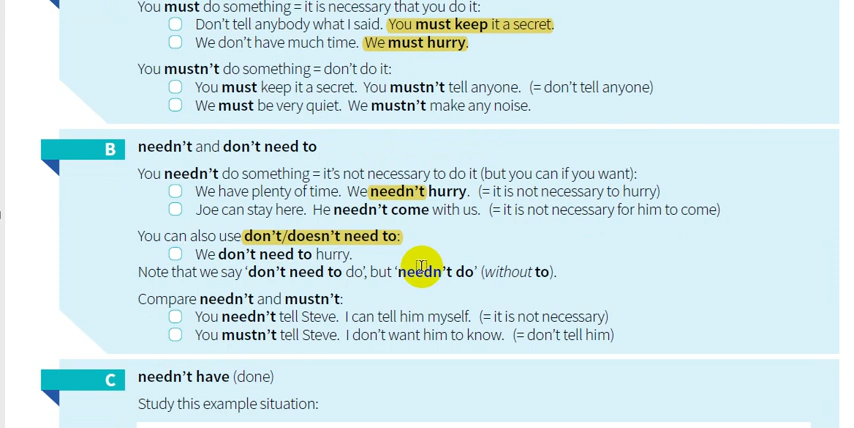 You must do something = it is necessary that you do it:
Don't tell anybody what I said. You must keep it a secret.
We don't have much time. We must hurry.
You mustn't do something = don't do it:
You must keep it a secret. You mustn't tell anyone. (= don't tell anyone)
We must be very quiet. We mustn't make any noise.
B needn't and don't need to
You needn't do something = it's not necessary to do it (but you can if you want):
We have plenty of time. We needn't hurry. (= it is not necessary to hurry)
Joe can stay here. He needn't come with us. (= it is not necessary for him to come)
You can also use don't/doesn't need to:
We don't need to hurry.
Note that we say 'don't need to do', but 'needn't do' (without to).
Compare needn't and mustn't:
You needn't tell Steve. I can tell him myself. (= it is not necessary)
You mustn't tell Steve. I don't want him to know. (= don't tell him)
C needn't have (done)
Study this example situation: